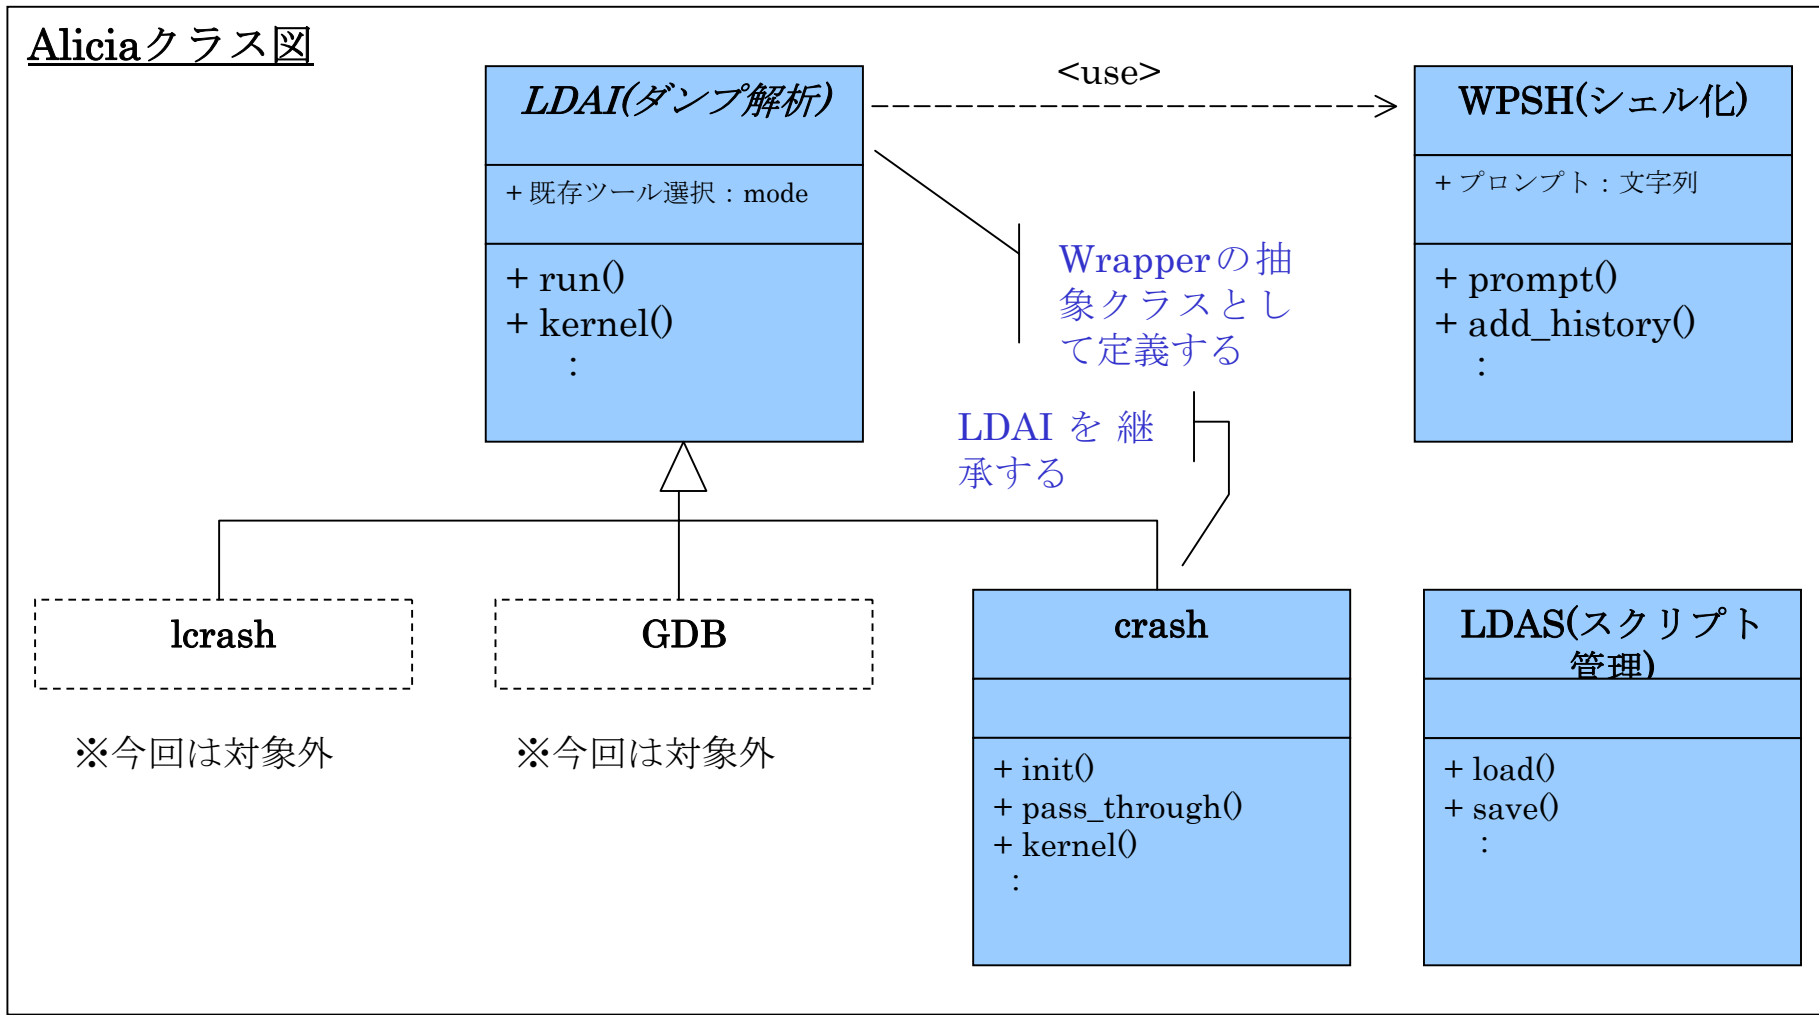 Aliciaクラス図
LDAI(ダンプ解析)
+ 既存ツール選択：mode
+ run()
+ kernel()
：
<use>
WPSH(シェル化)
+ プロンプト：文字列
+ prompt()
+ add_history()
：
Wrapperの抽
象クラスとし
て定義する
LDAI を 継
承する
lcrash
※今回は対象外
GDB
※今回は対象外
crash
+ init()
+ pass_through()
+ kernel()
：
LDAS(スクリプト
管理)
+ load()
+ save()
：